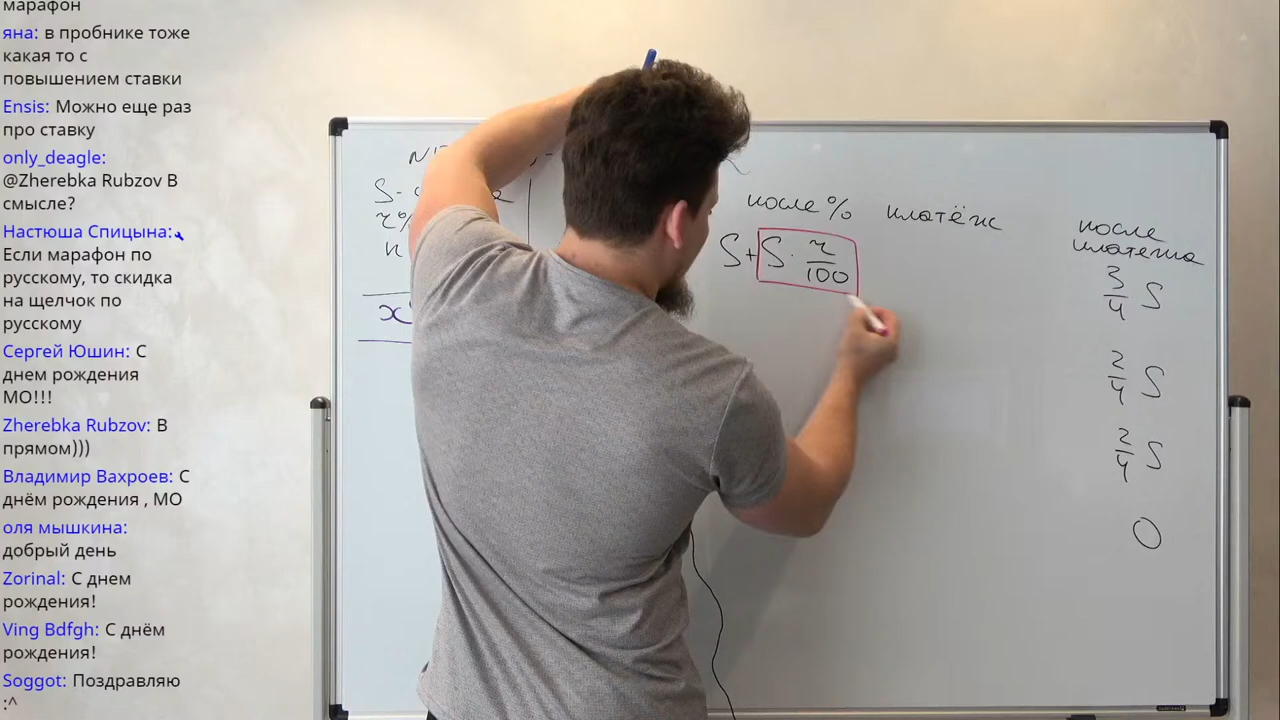 марафон
яна: в пробнике тоже
какая то с
повышением ставки
Ensis: Можно еще раз
про ставку
only_deagle:
@Zherebka Rubzov В
смысле?
Настюша Спицына:
Если марафон по
русскому, то скидка
на щелчок по
русскому
Сергей Юшин: С
днем рождения
МО!!!
Zherebka Rubzov: В
прямом)))
Владимир Вахроев: С
днём рождения , МО
оля мышкина:
добрый день
Zorinal: С днем
рождения!
Ving Bdfgh: С днём
рождения!
Soggot: Поздравляю
:^
S-
x
после % платёж после платежа
S + S · r/100
3/4 S
2/4 S
2/4 S
0